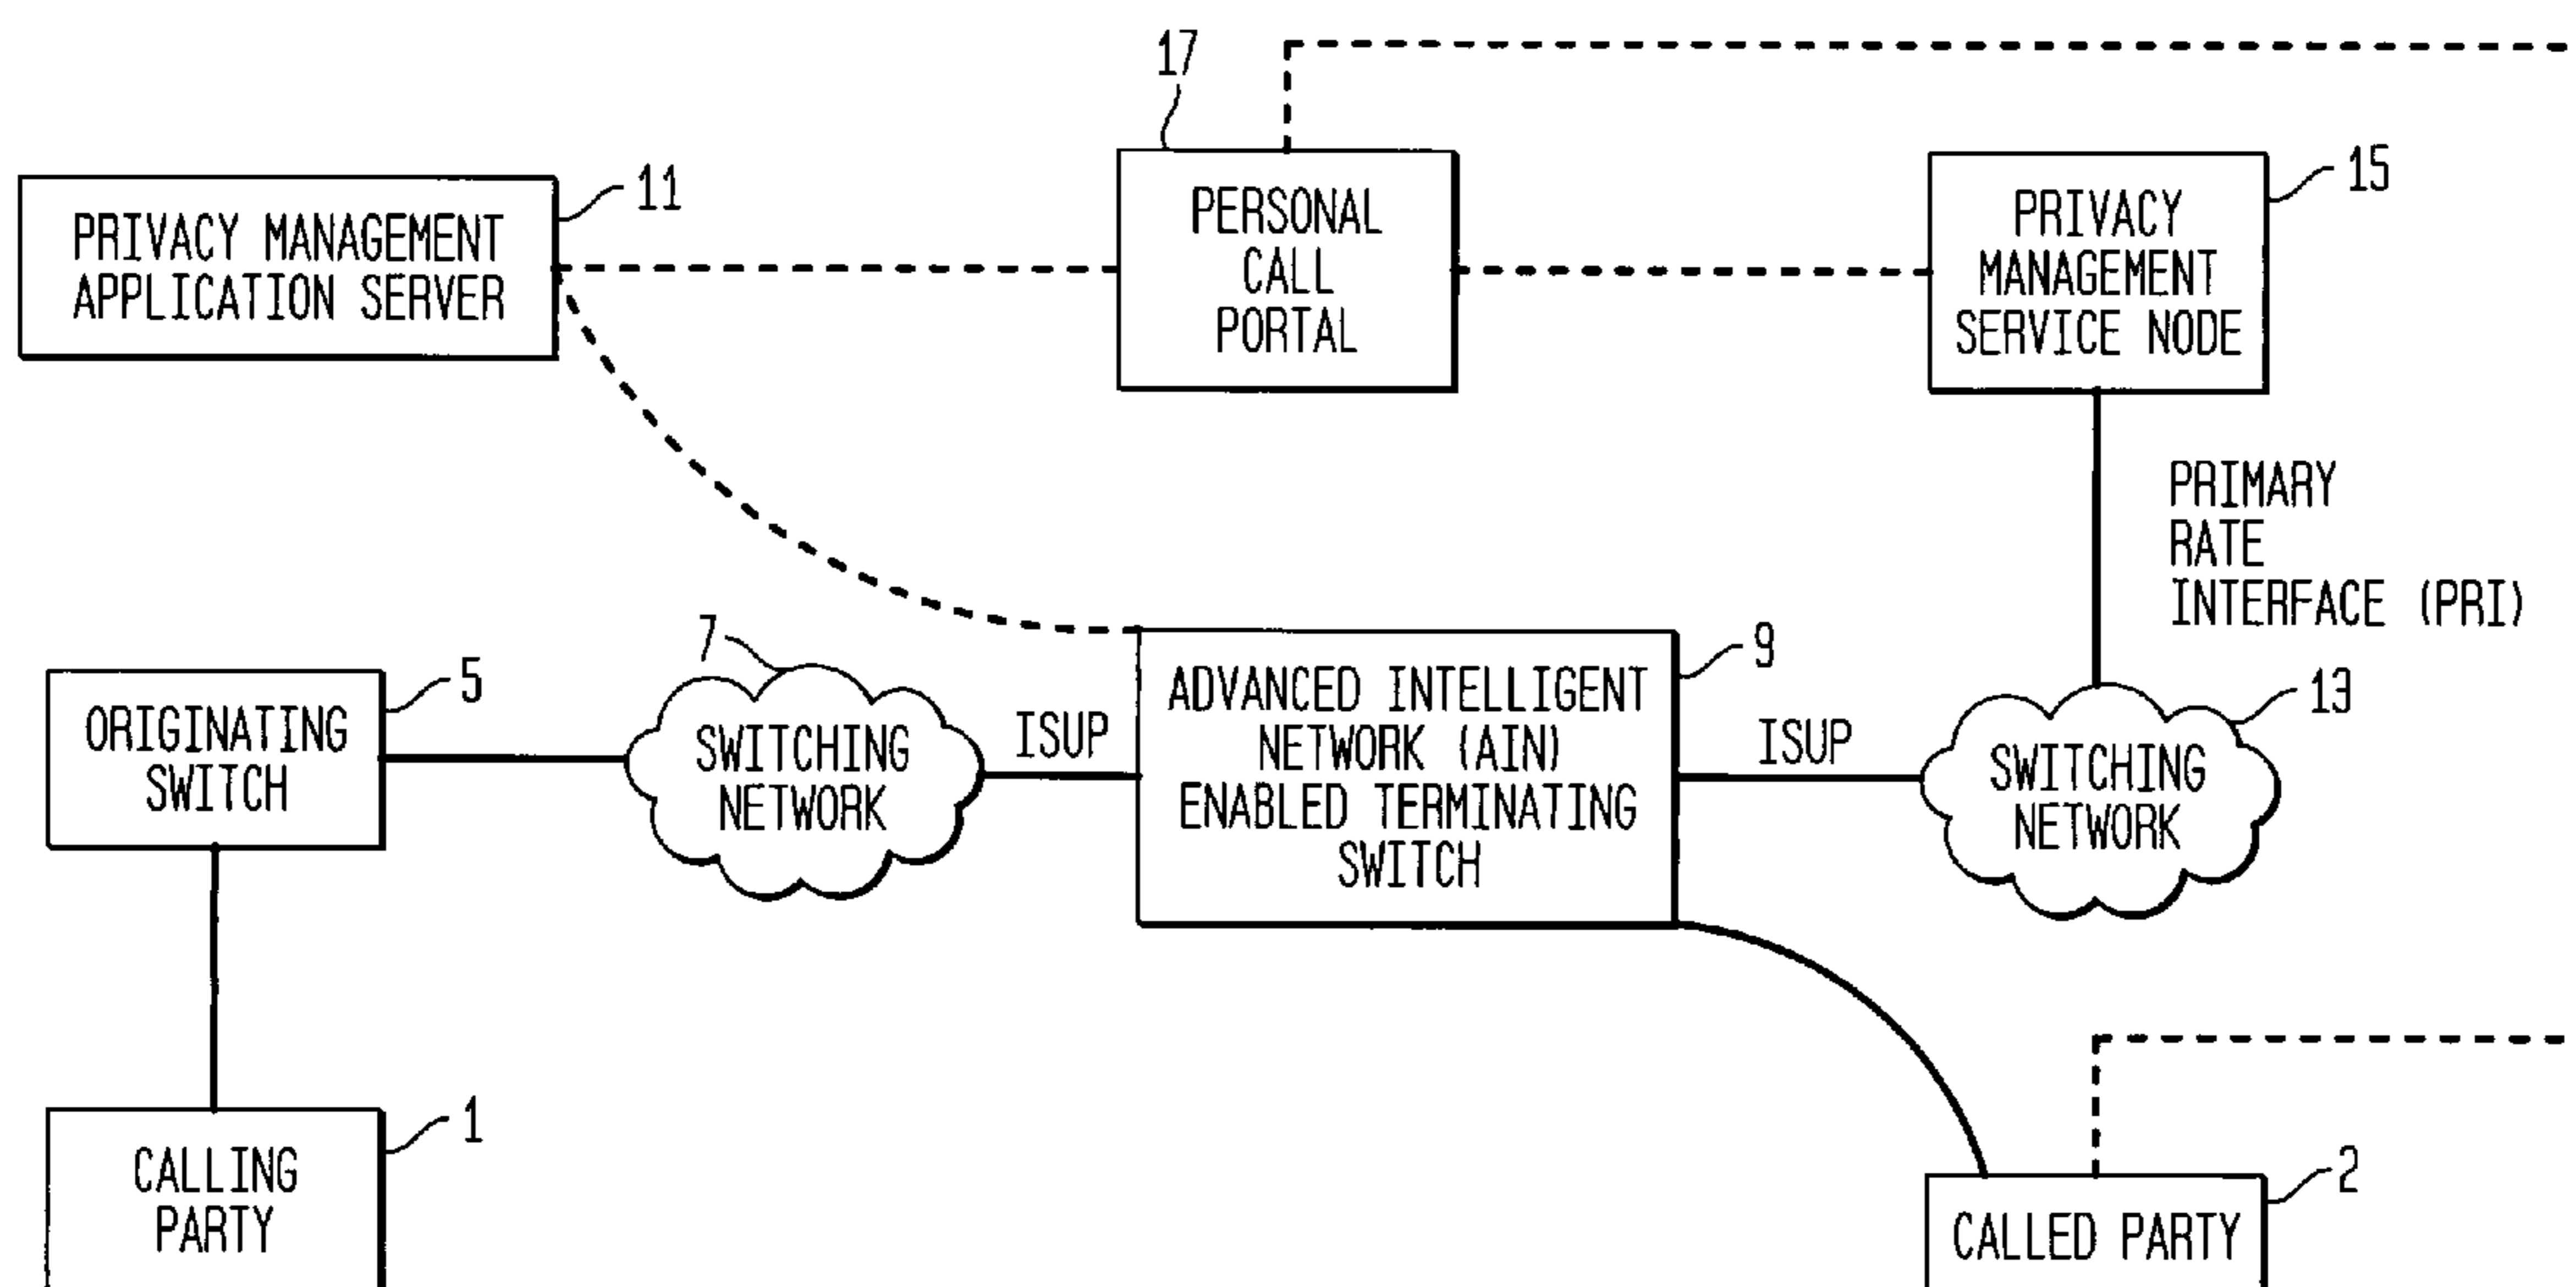 17
11
PRIVACY MANAGEMENT
APPLICATION SERVER
PERSONAL
CALL
PORTAL
15
PRIVACY
MANAGEMENT
SERVICE NODE
PRIMARY
RATE
INTERFACE (PRI)
5
ORIGINATING
SWITCH
7
SWITCHING
NETWORK
ISUP
9
ADVANCED INTELLIGENT
NETWORK (AIN)
ENABLED TERMINATING
SWITCH
ISUP
13
SWITCHING
NETWORK
1
CALLING
PARTY
2
CALLED PARTY